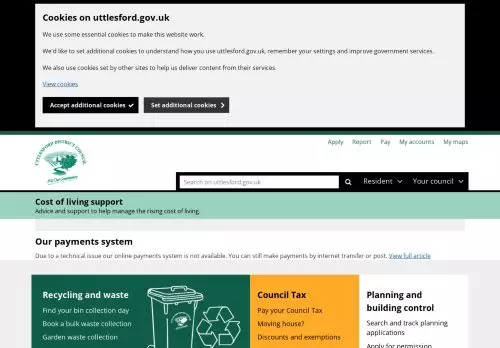 Cookies on uttlesford.gov.uk
We use some essential cookies to make this website work.
We'd like to set additional cookies to understand how you use uttlesford.gov.uk, remember your settings and improve government services.
We also use cookies set by other sites to help us deliver content from their services.
View cookies
Accept additional cookies
Set additional cookies
Apply Report Pay My accounts My maps
UTTLESFORD DISTRICT COUNCIL
Search on uttlesford.gov.uk
Resident Your council
Cost of living support
Advice and support to help manage the rising cost of living.
Our payments system
Due to a technical issue our online payments system is not available. You can still make payments by internet transfer or post. View full article
Recycling and waste
Find your bin collection day
Book a bulk waste collection
Garden waste collection
Council Tax
Pay your Council Tax
Moving house?
Discounts and exemptions
Planning and
building control
Search and track planning
applications
Apply for permission